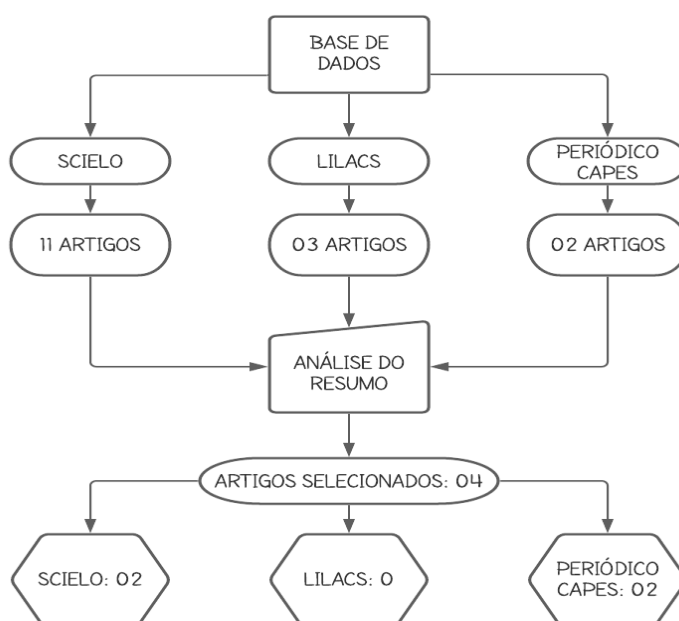 BASE DE
DADOS
SCIELO
LILACS
PERIÓDICO
CAPES
11 ARTIGOS
03 ARTIGOS
02 ARTIGOS
ANÁLISE DO
RESUMO
ARTIGOS SELECIONADOS: 04
SCIELO: 02
LILACS: 0
PERIÓDICO
CAPES: 02